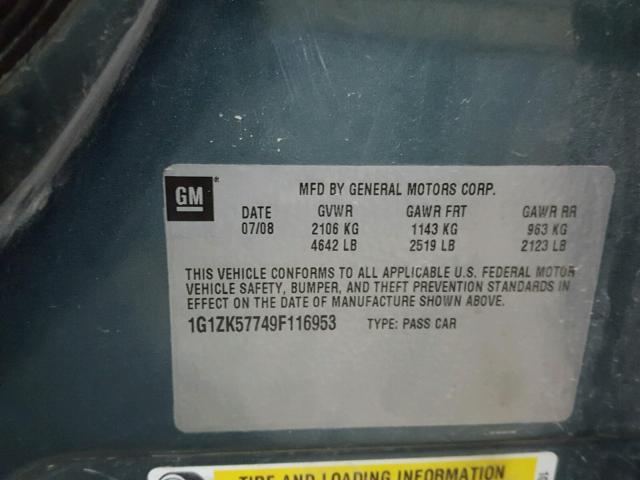 GM
MFD BY GENERAL MOTORS CORP.
DATE GVWR GAWR FRT GAWR RR
07/08 2106 KG 1143 KG 963 KG
4642 LB 2519 LB 2123 LB
THIS VEHICLE CONFORMS TO ALL APPLICABLE U.S. FEDERAL MOTOR
VEHICLE SAFETY, BUMPER, AND THEFT PREVENTION STANDARDS IN
EFFECT ON THE DATE OF MANUFACTURE SHOWN ABOVE.
1G1ZK57749F116953 TYPE: PASS CAR
TIRE AND LOADING INFORMATION